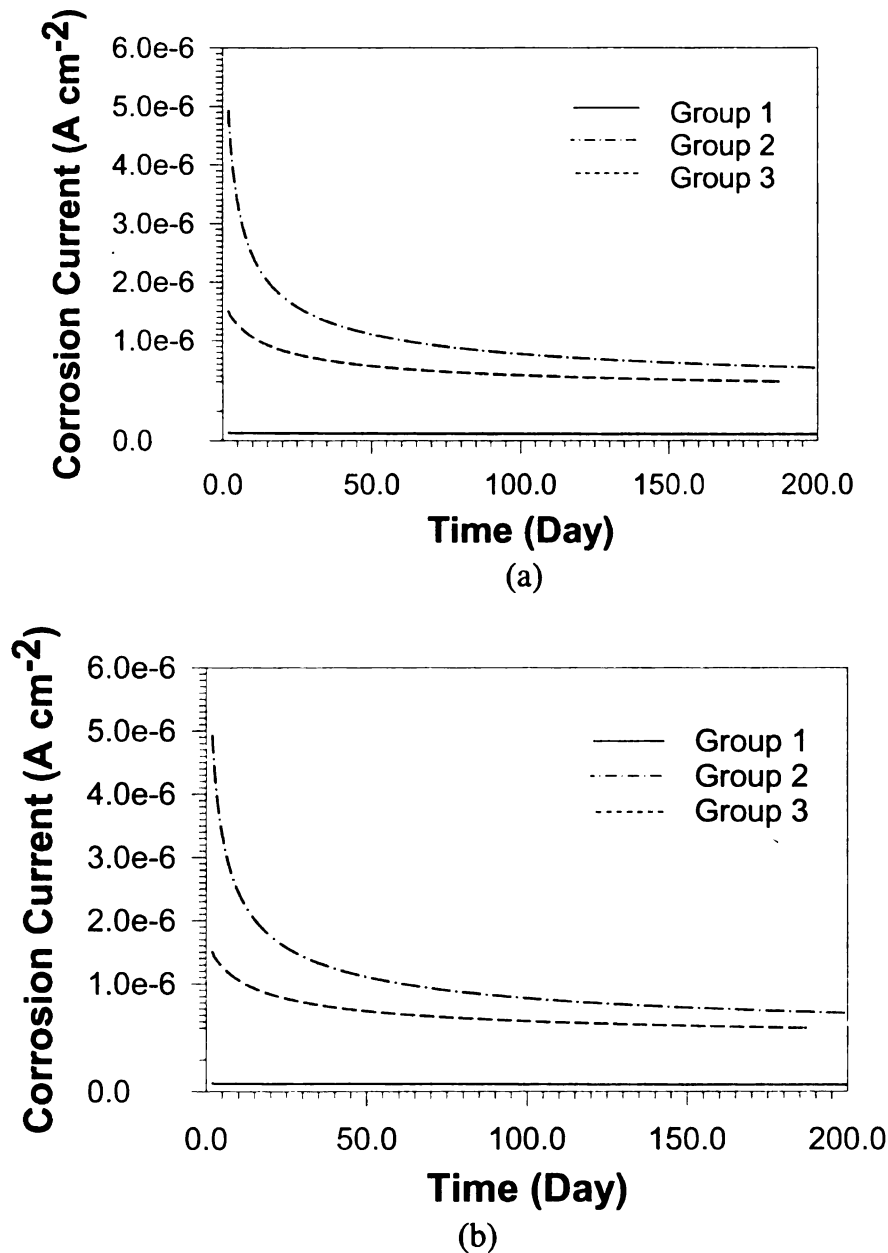 Corrosion Current (A cm-2)
6.0e-6
5.0e-6
4.0e-6
3.0e-6
2.0e-6
1.0e-6
0.0
Group 1
Group 2
Group 3
0.0 50.0 100.0 150.0 200.0
Time (Day)
(a)
Corrosion Current (A cm-2)
6.0e-6
5.0e-6
4.0e-6
3.0e-6
2.0e-6
1.0e-6
0.0
Group 1
Group 2
Group 3
0.0 50.0 100.0 150.0 200.0
Time (Day)
(b)